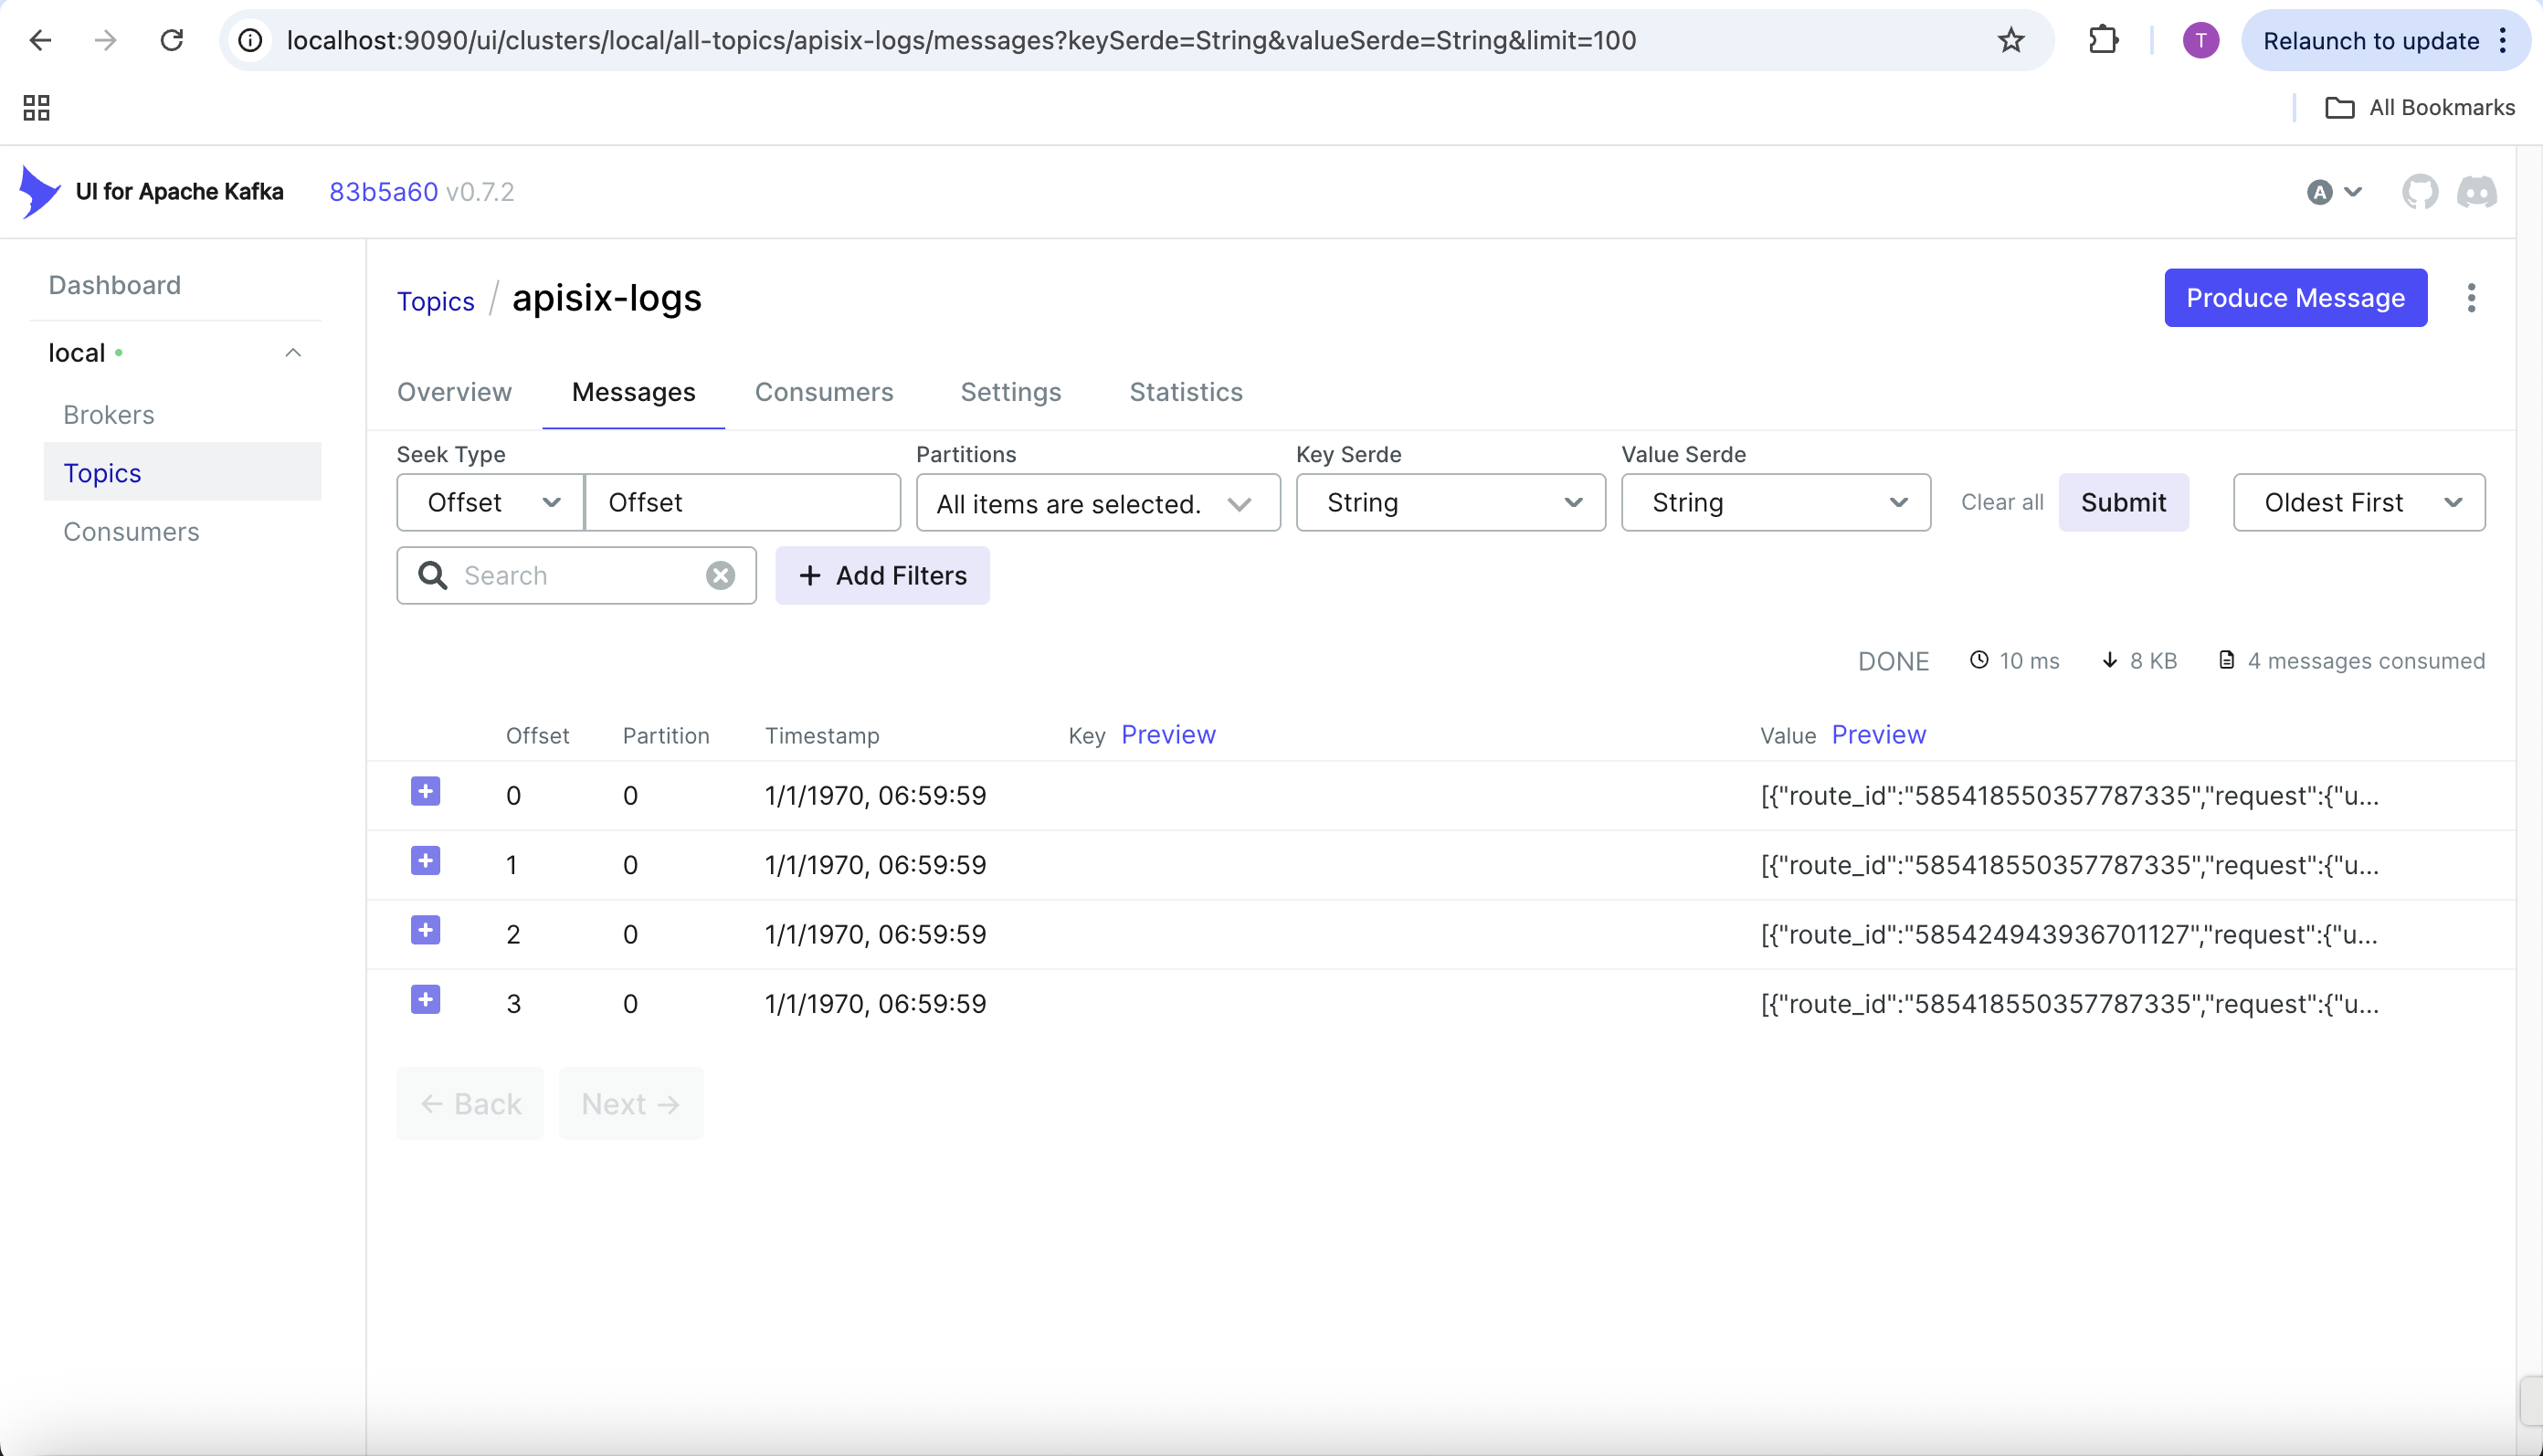 localhost:9090/ui/clusters/local/all-topics/apisix-logs/messages?keySerde=String&valueSerde=String&limit=100
T
Relaunch to update
All Bookmarks
UI for Apache Kafka 83b5a60 v0.7.2
A
Dashboard
local
Brokers
Topics
Consumers
Topics / apisix-logs
Produce Message
Overview Messages Consumers Settings Statistics
Seek Type Partitions Key Serde Value Serde
Offset Offset All items are selected. String String Clear all Submit Oldest First
Search + Add Filters
DONE 10 ms 8 KB 4 messages consumed
Offset Partition Timestamp Key Preview Value Preview
0 0 1/1/1970, 06:59:59 [{"route_id":"585418550357787335","request":{"u...
1 0 1/1/1970, 06:59:59 [{"route_id":"585418550357787335","request":{"u...
2 0 1/1/1970, 06:59:59 [{"route_id":"585424943936701127","request":{"u...
3 0 1/1/1970, 06:59:59 [{"route_id":"585418550357787335","request":{"u...
← Back Next →